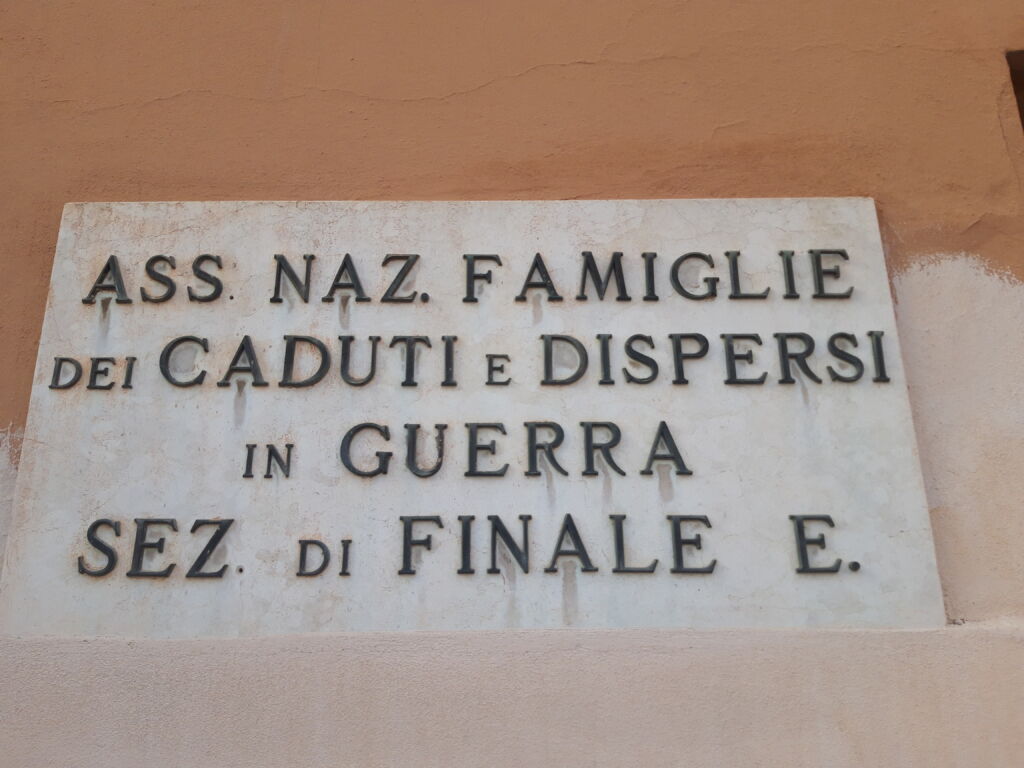 ASS. NAZ. FAMIGLIE
DEI CADUTI E DISPERSI
IN GUERRA
SEZ. DI FINALE E.